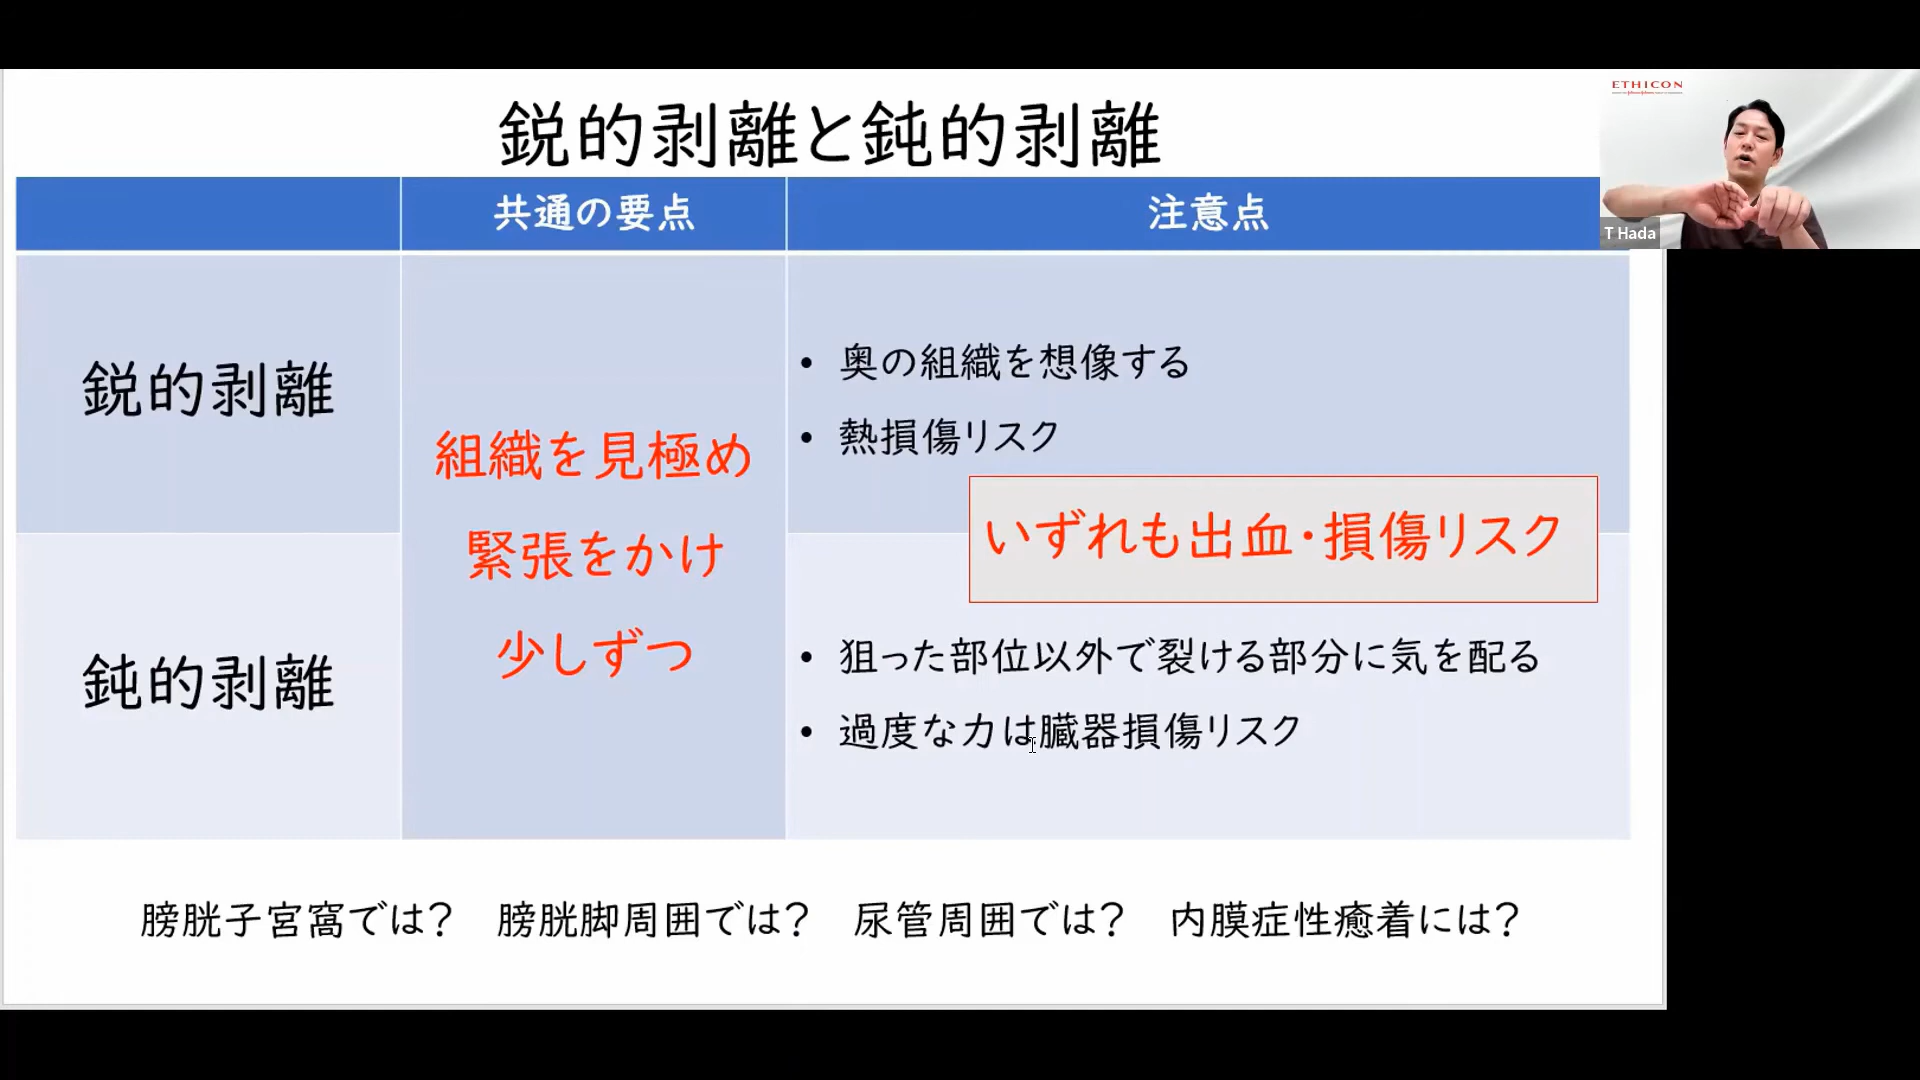 鋭的剥離と鈍的剥離
ETHICON
T Hada
共通の要点
注意点
鋭的剥離
組織を見極め
緊張をかけ
少しずつ
• 奥の組織を想像する
• 熱損傷リスク
いずれも出血・損傷リスク
鈍的剥離
• 狙った部位以外で裂ける部分に気を配る
• 過度な力は臓器損傷リスク
膀胱子宮窩では? 膀胱脚周囲では? 尿管周囲では? 内膜症性癒着には?